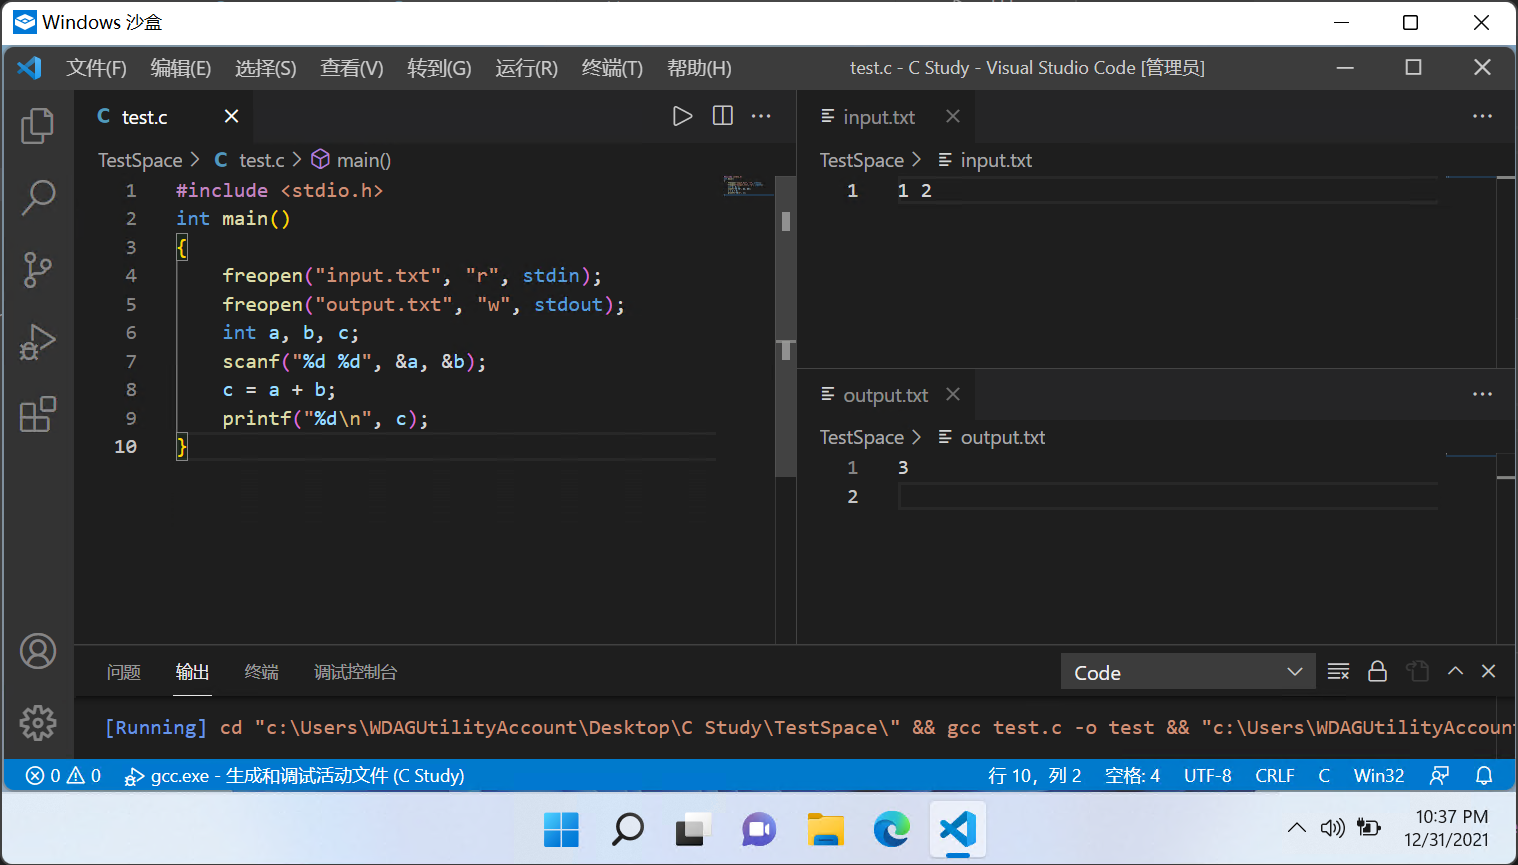 Windows 沙盒
文件(F) 编辑(E) 选择(S) 查看(V) 转到(G) 运行(R) 终端(T) 帮助(H) test.c - C Study - Visual Studio Code [管理员]
C test.c
TestSpace > C test.c > main()
1 #include <stdio.h>
2 int main()
3 {
4 freopen("input.txt", "r", stdin);
5 freopen("output.txt", "w", stdout);
6 int a, b, c;
7 scanf("%d %d", &a, &b);
8 c = a + b;
9 printf("%d\n", c);
10 }
input.txt
TestSpace > input.txt
1 1 2
output.txt
TestSpace > output.txt
1 3
2
问题 输出 终端 调试控制台 Code
[Running] cd "c:\Users\WDAGUtilityAccount\Desktop\C Study\TestSpace\" && gcc test.c -o test && "c:\Users\WDAGUtilityAccoun
0 0 gcc.exe - 生成和调试活动文件 (C Study) 行 10，列 2 空格: 4 UTF-8 CRLF C Win32
10:37 PM
12/31/2021